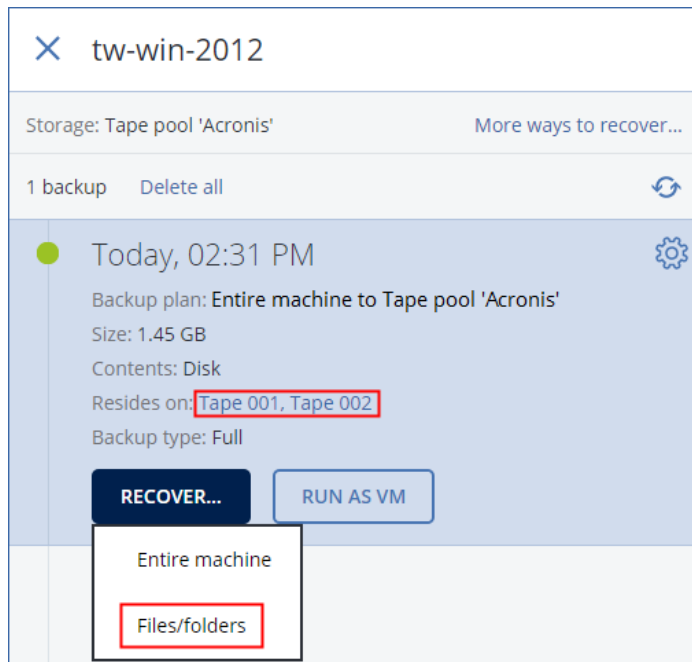 tw-win-2012
Storage: Tape pool 'Acronis' More ways to recover...
1 backup Delete all
Today, 02:31 PM
Backup plan: Entire machine to Tape pool 'Acronis'
Size: 1.45 GB
Contents: Disk
Resides on: Tape 001, Tape 002
Backup type: Full
RECOVER... RUN AS VM
Entire machine
Files/folders